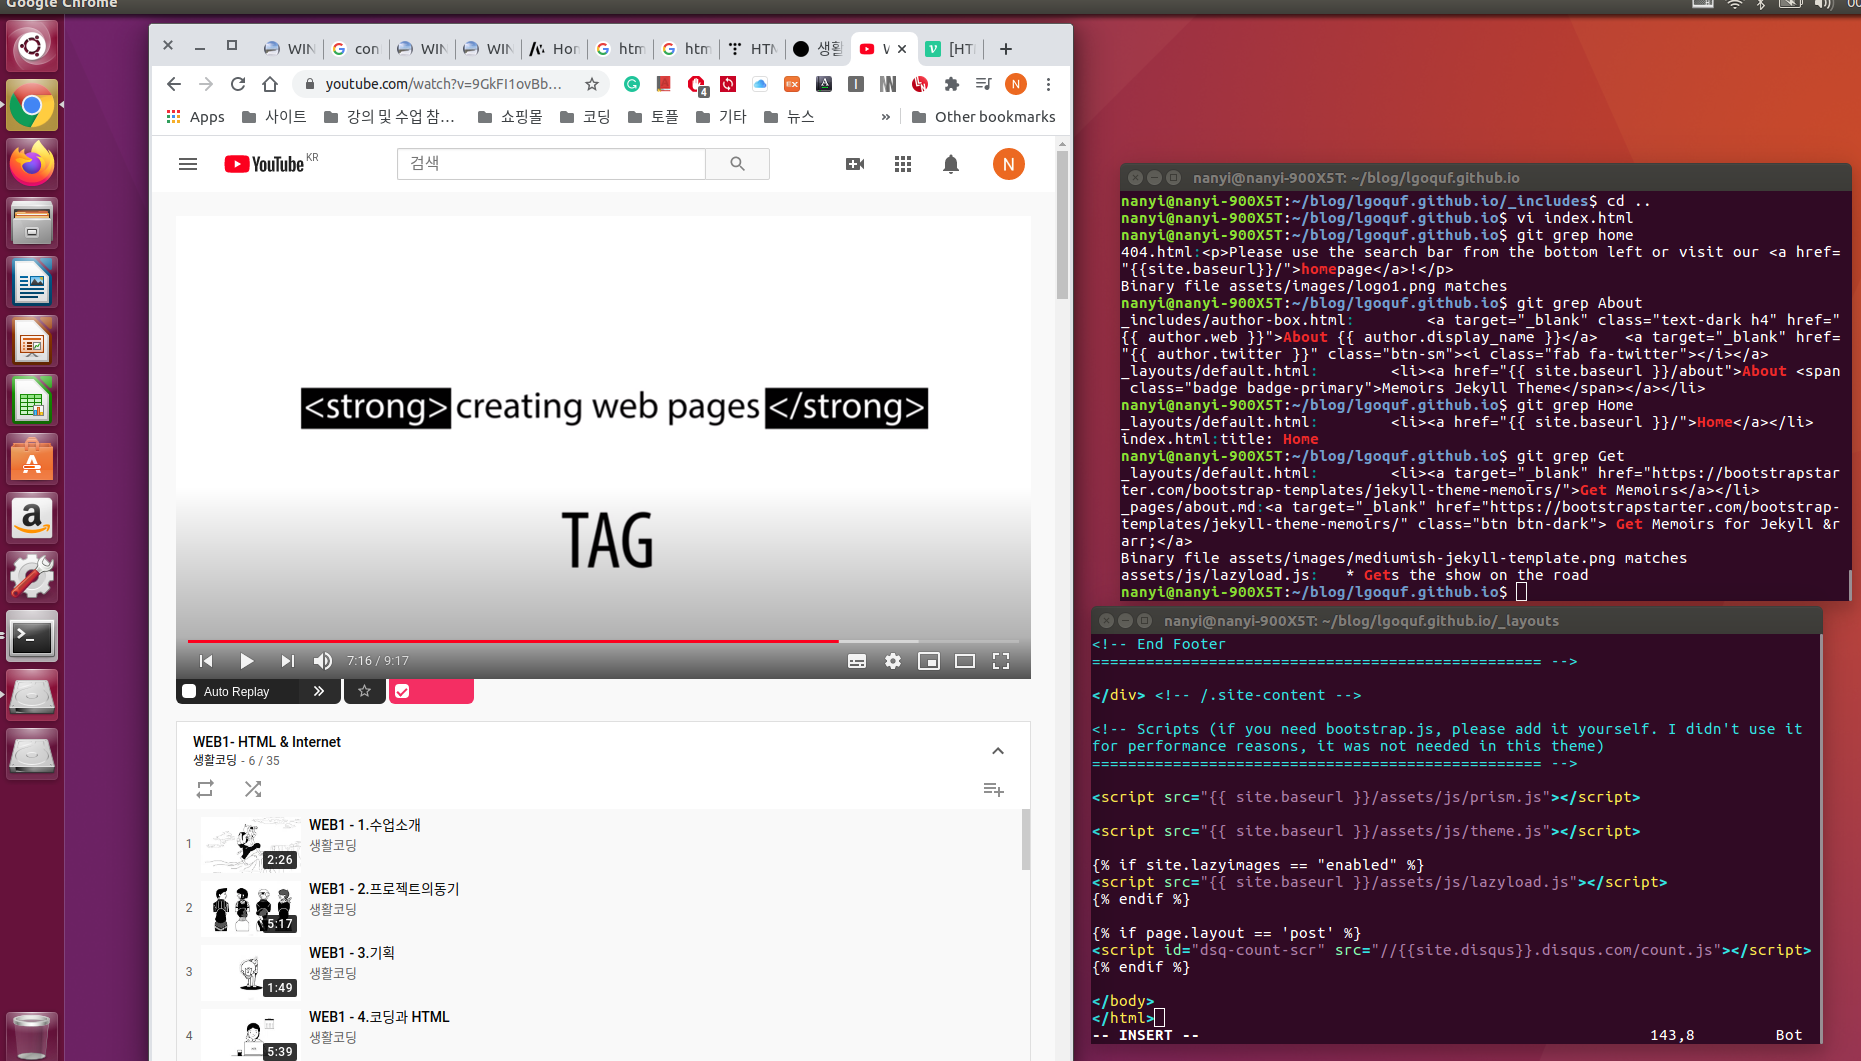 Google Chrome
WIN
con
WIN
WIN
Hon
htm
htm
HTM
생활
[HT
youtube.com/watch?v=9GkFI1ovBb...
4
N
Apps
사이트
강의 및 수업 참...
쇼핑몰
코딩
토플
기타
뉴스
»
Other bookmarks
YouTube KR
검색
N
<strong> creating web pages </strong>
TAG
7:16 / 9:17
Auto Replay
WEB1- HTML & Internet
생활코딩 - 6 / 35
1
WEB1 - 1.수업소개
생활코딩
2:26
2
WEB1 - 2.프로젝트의동기
생활코딩
5:17
3
WEB1 - 3.기획
생활코딩
1:49
4
WEB1 - 4.코딩과 HTML
생활코딩
5:39
nanyi@nanyi-900X5T: ~/blog/lgoquf.github.io
nanyi@nanyi-900X5T:~/blog/lgoquf.github.io/_includes$ cd ..
nanyi@nanyi-900X5T:~/blog/lgoquf.github.io$ vi index.html
nanyi@nanyi-900X5T:~/blog/lgoquf.github.io$ git grep home
404.html:<p>Please use the search bar from the bottom left or visit our <a href=
"{{site.baseurl}}/">homepage</a>!</p>
Binary file assets/images/logo1.png matches
nanyi@nanyi-900X5T:~/blog/lgoquf.github.io$ git grep About
_includes/author-box.html:        <a target="_blank" class="text-dark h4" href="
{{ author.web }}">About {{ author.display_name }}</a>   <a target="_blank" href=
"{{ author.twitter }}" class="btn-sm"><i class="fab fa-twitter"></i></a>
_layouts/default.html:        <li><a href="{{ site.baseurl }}/about">About <span
 class="badge badge-primary">Memoirs Jekyll Theme</span></a></li>
nanyi@nanyi-900X5T:~/blog/lgoquf.github.io$ git grep Home
_layouts/default.html:        <li><a href="{{ site.baseurl }}/">Home</a></li>
index.html:title: Home
nanyi@nanyi-900X5T:~/blog/lgoquf.github.io$ git grep Get
_layouts/default.html:        <li><a target="_blank" href="https://bootstrapstar
ter.com/bootstrap-templates/jekyll-theme-memoirs/">Get Memoirs</a></li>
_pages/about.md:<a target="_blank" href="https://bootstrapstarter.com/bootstrap-
templates/jekyll-theme-memoirs/" class="btn btn-dark"> Get Memoirs for Jekyll &r
arr;</a>
Binary file assets/images/mediumish-jekyll-template.png matches
assets/js/lazyload.js:   * Gets the show on the road
nanyi@nanyi-900X5T:~/blog/lgoquf.github.io$
nanyi@nanyi-900X5T: ~/blog/lgoquf.github.io/_layouts
<!-- End Footer
================================================== -->
</div> <!-- /.site-content -->
<!-- Scripts (if you need bootstrap.js, please add it yourself. I didn't use it
for performance reasons, it was not needed in this theme)
================================================== -->
<script src="{{ site.baseurl }}/assets/js/prism.js"></script>
<script src="{{ site.baseurl }}/assets/js/theme.js"></script>
{% if site.lazyimages == "enabled" %}
<script src="{{ site.baseurl }}/assets/js/lazyload.js"></script>
{% endif %}
{% if page.layout == 'post' %}
<script id="dsq-count-scr" src="//{{site.disqus}}.disqus.com/count.js"></script>
{% endif %}
</body>
</html>
-- INSERT --                                                  143,8         Bot